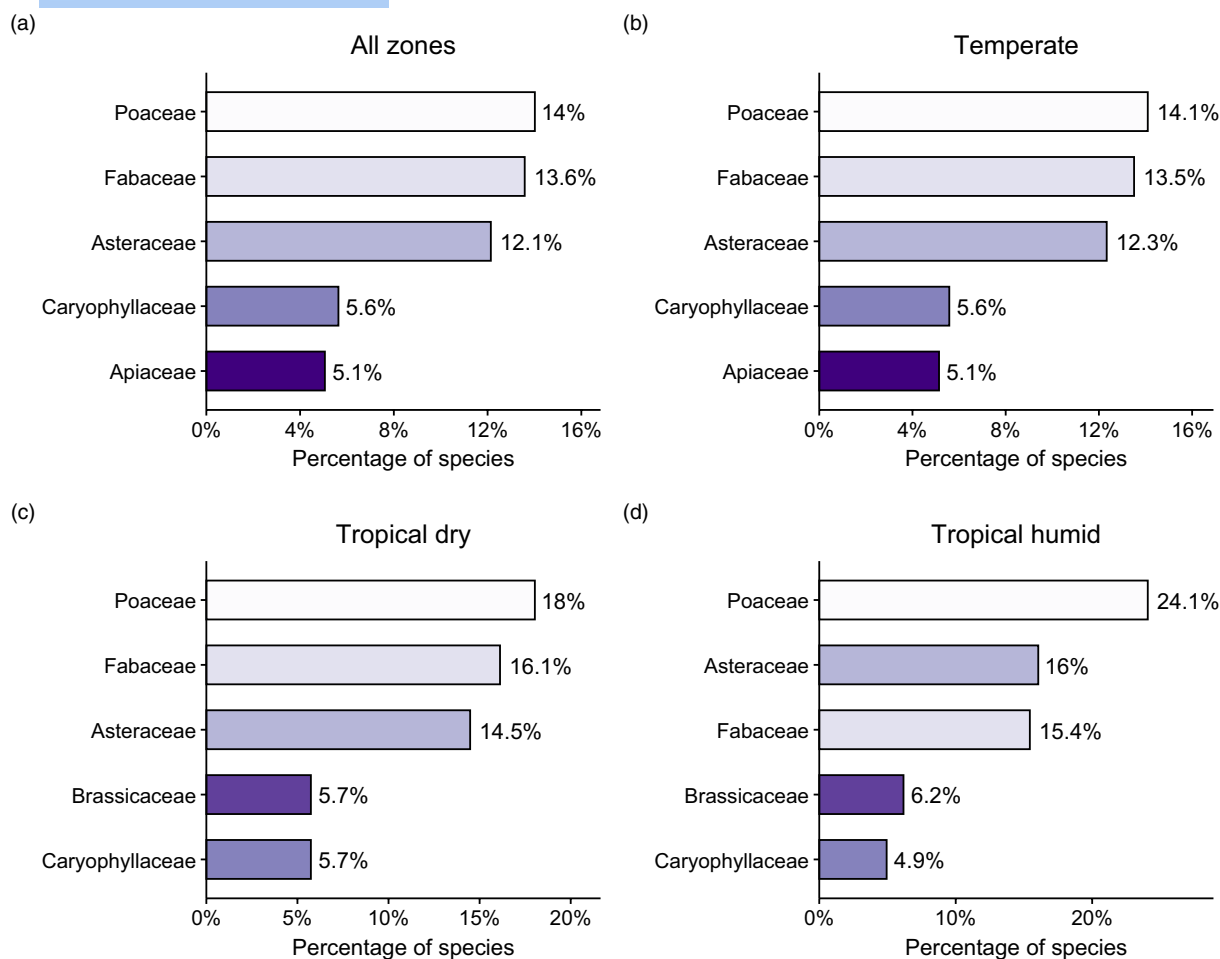 (a)
All zones
Poaceae 14%
Fabaceae 13.6%
Asteraceae 12.1%
Caryophyllaceae 5.6%
Apiaceae 5.1%
0% 4% 8% 12% 16%
Percentage of species
(b)
Temperate
Poaceae 14.1%
Fabaceae 13.5%
Asteraceae 12.3%
Caryophyllaceae 5.6%
Apiaceae 5.1%
0% 4% 8% 12% 16%
Percentage of species
(c)
Tropical dry
Poaceae 18%
Fabaceae 16.1%
Asteraceae 14.5%
Brassicaceae 5.7%
Caryophyllaceae 5.7%
0% 5% 10% 15% 20%
Percentage of species
(d)
Tropical humid
Poaceae 24.1%
Asteraceae 16%
Fabaceae 15.4%
Brassicaceae 6.2%
Caryophyllaceae 4.9%
0% 10% 20%
Percentage of species